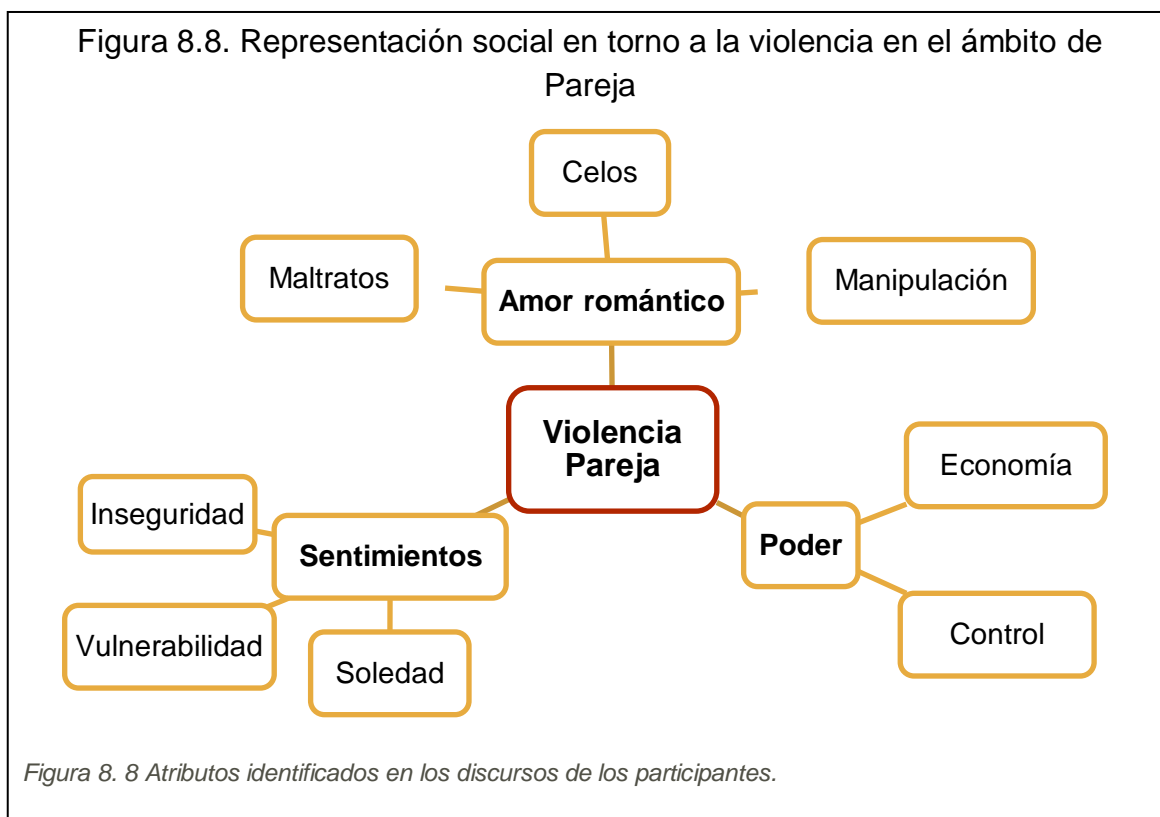 Figura 8.8. Representación social en torno a la violencia en el ámbito de
Pareja
Celos
Maltratos
Amor romántico
Manipulación
Violencia
Pareja
Economía
Inseguridad
Sentimientos
Poder
Vulnerabilidad
Soledad
Control
Figura 8. 8 Atributos identificados en los discursos de los participantes.